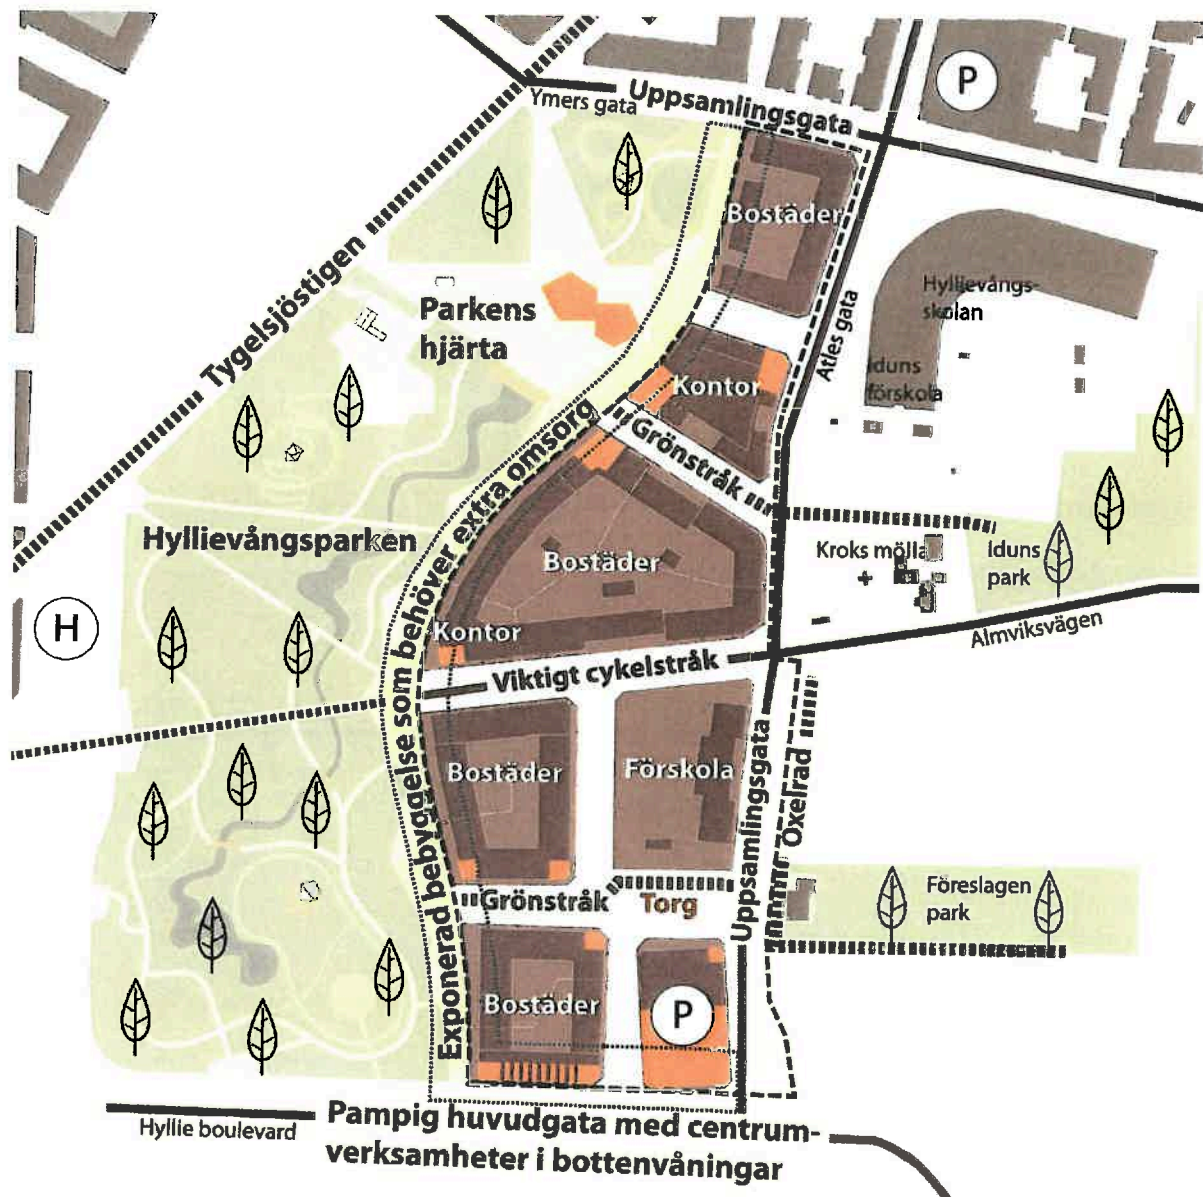 Uppsamlingsgata
Ymers gata
P
Bostäder
Tygelsjöstigen
Hyllievångs-
skolan
Parkens
hjärta
Atles gata
Iduns
förskola
Kontor
Grönstråk
Exponerad bebyggelse som behöver extra omsorg
Hyllievångsparken
Bostäder
Kroks mölla
Iduns
park
H
Kontor
Almviksvägen
Viktigt cykelstråk
Bostäder
Förskola
Uppsamlingsgata
Oxelrad
Grönstråk
Torg
Föreslagen
park
Bostäder
P
Hyllie boulevard
Pampig huvudgata med centrum-
verksamheter i bottenvåningar